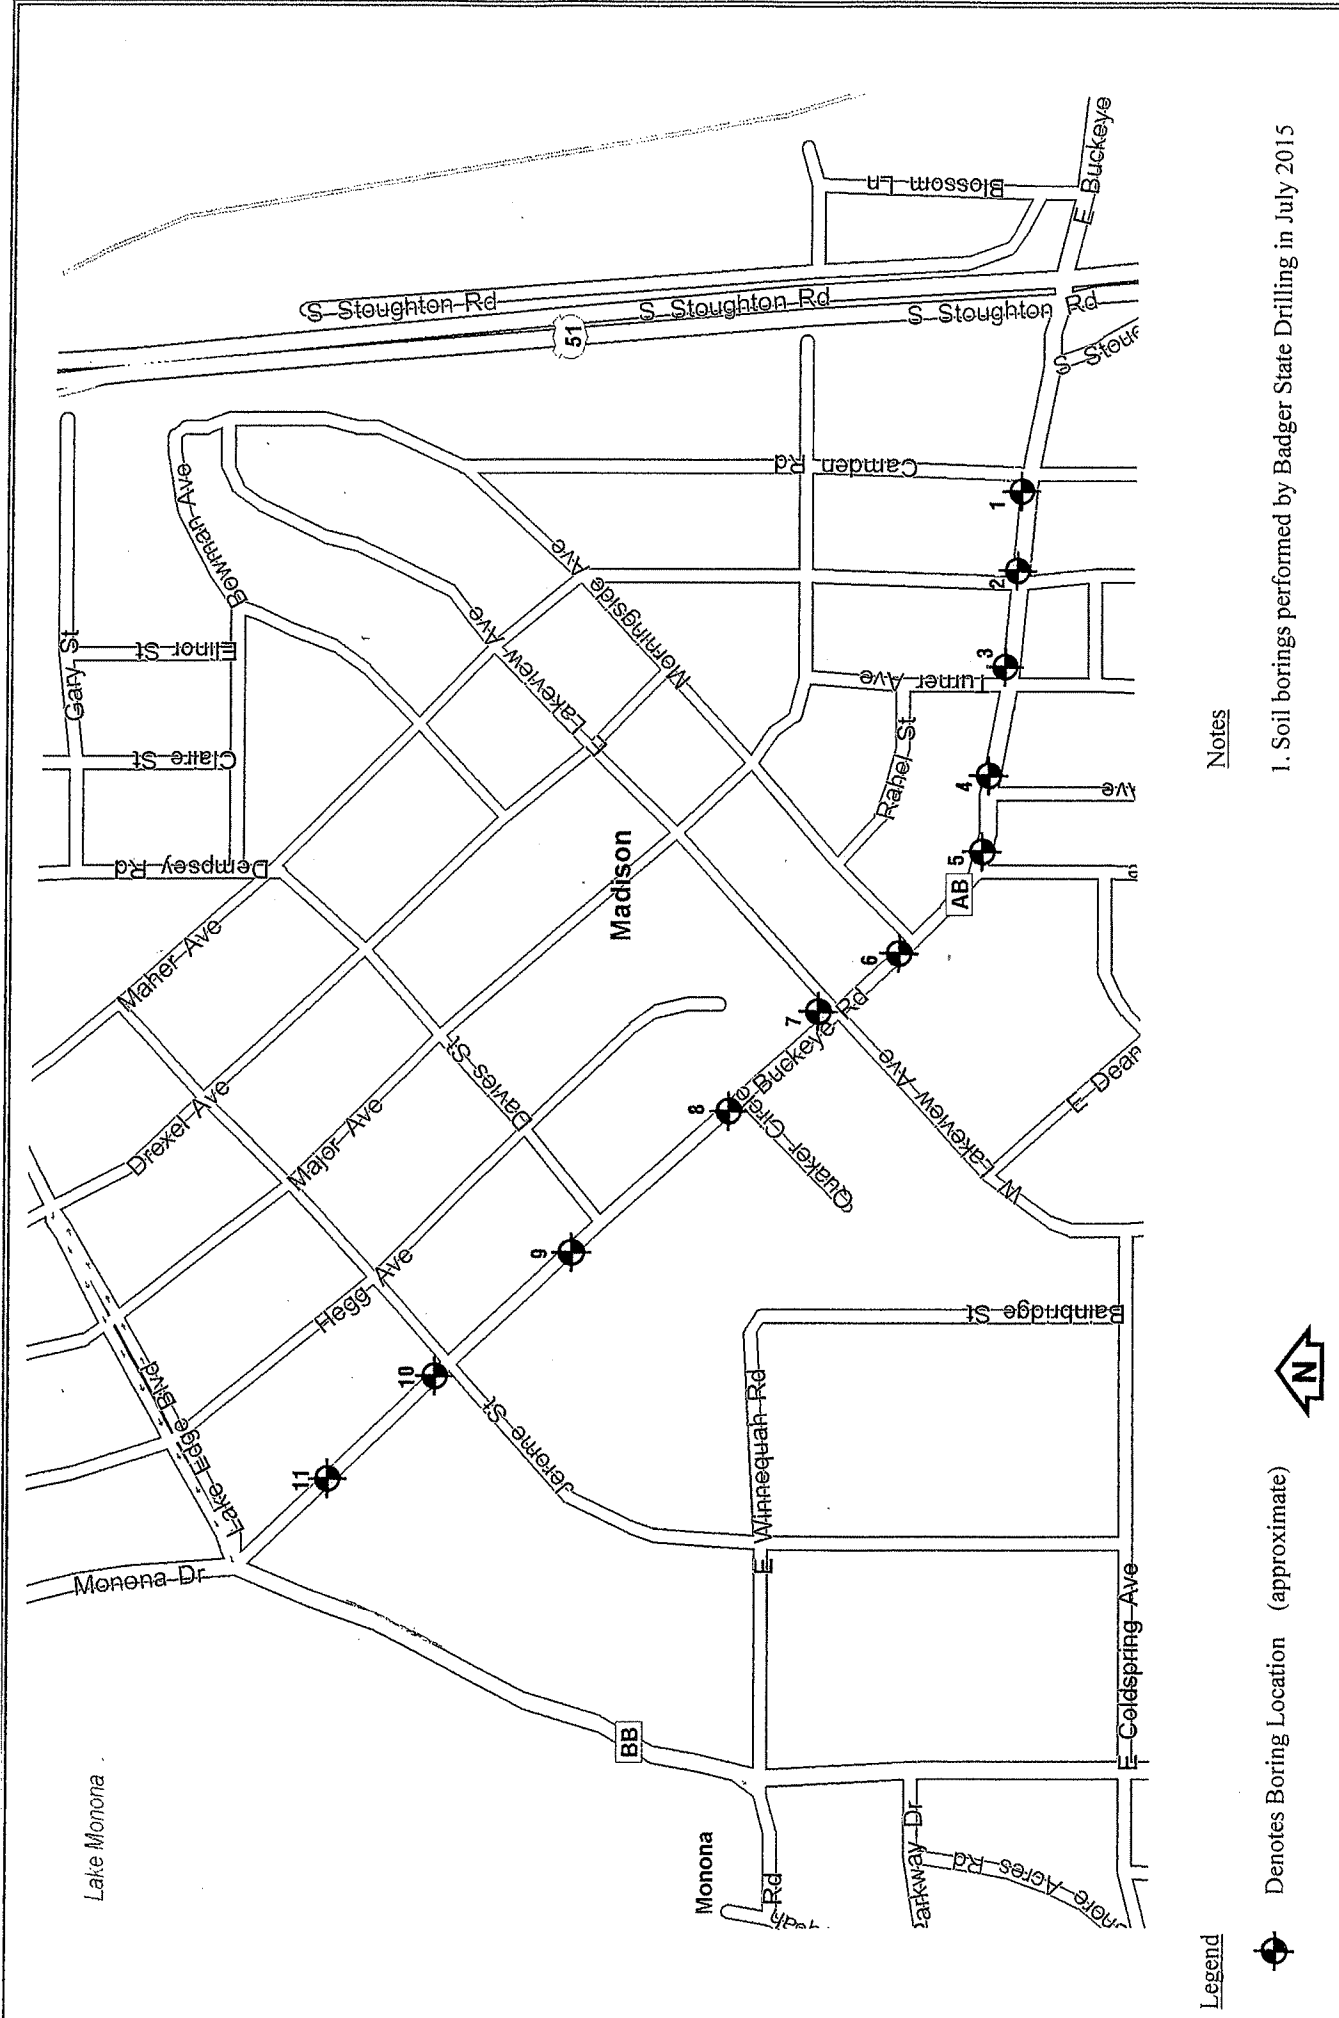 Lake Monona
Monona Dr
Lake Edge Blvd
Maher Ave
Drexel Ave
Major Ave
Hegg Ave
Davies St
Jerome St
Dempsey Rd
Claire St
Elinor St
Gary St
Bowman Ave
S Stoughton Rd
S Stoughton Rd
S Stoughton Rd
51
Blossom Ln
E Buckeye
Camden Rd
Morningside Ave
E Lakeview Ave
Madison
Turner Ave
Rahel St
Ave
AB
Buckeye Rd
Quaker Circle
W Lakeview Ave
E Dean
Bainbridge St
E Winnequah Rd
E Coldspring Ave
BB
Monona
Rd
Acres Rd
1
2
3
4
5
6
7
8
9
10
11
Legend
Denotes Boring Location (approximate)
N
Notes
1. Soil borings performed by Badger State Drilling in July 2015